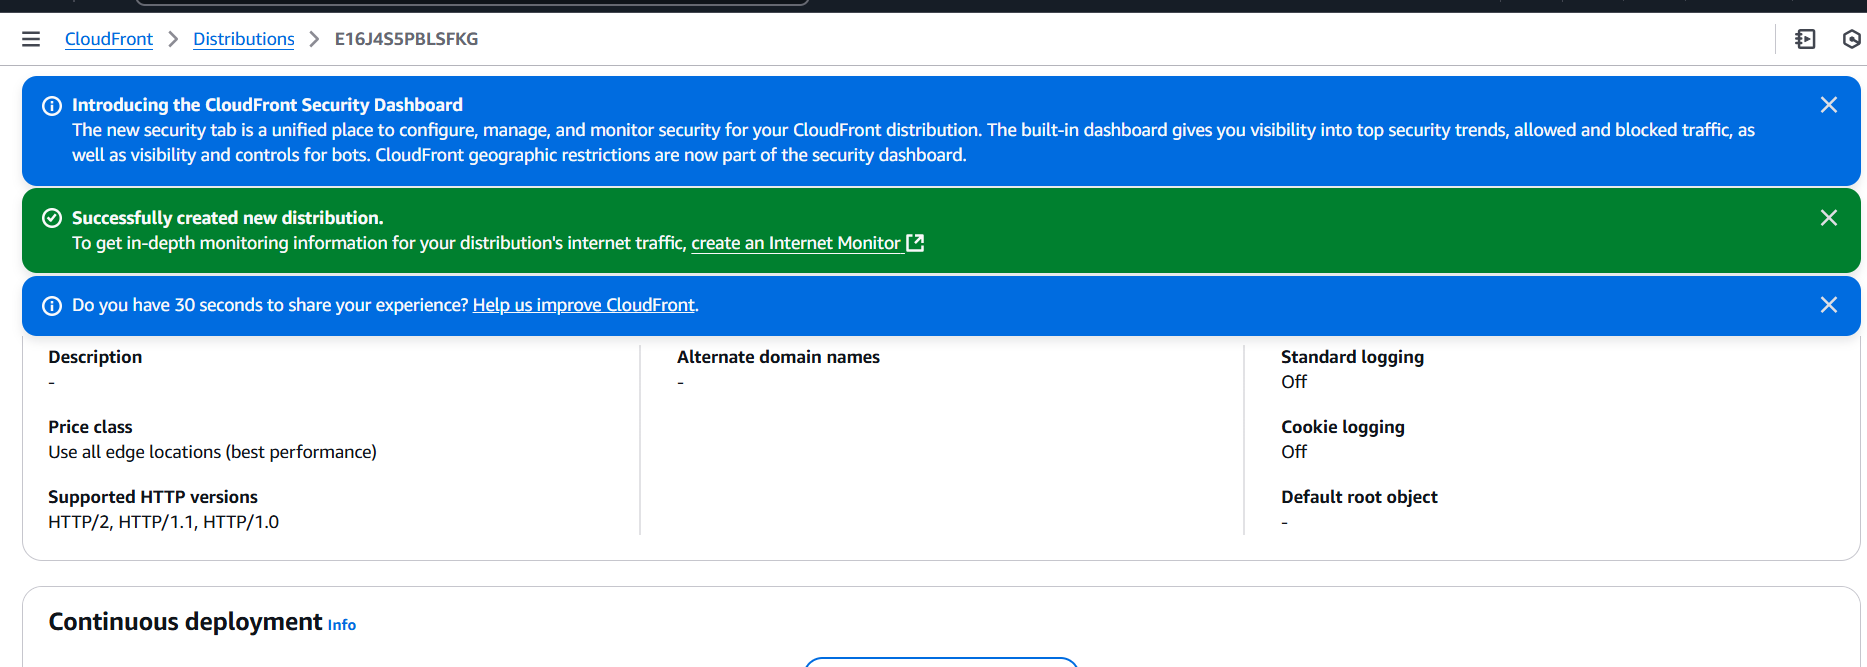 CloudFront > Distributions > E16J4S5PBLSFKG
Introducing the CloudFront Security Dashboard
The new security tab is a unified place to configure, manage, and monitor security for your CloudFront distribution. The built-in dashboard gives you visibility into top security trends, allowed and blocked traffic, as
well as visibility and controls for bots. CloudFront geographic restrictions are now part of the security dashboard.
Successfully created new distribution.
To get in-depth monitoring information for your distribution's internet traffic, create an Internet Monitor
Do you have 30 seconds to share your experience? Help us improve CloudFront.
Description
-
Price class
Use all edge locations (best performance)
Supported HTTP versions
HTTP/2, HTTP/1.1, HTTP/1.0
Alternate domain names
-
Standard logging
Off
Cookie logging
Off
Default root object
-
Continuous deployment Info